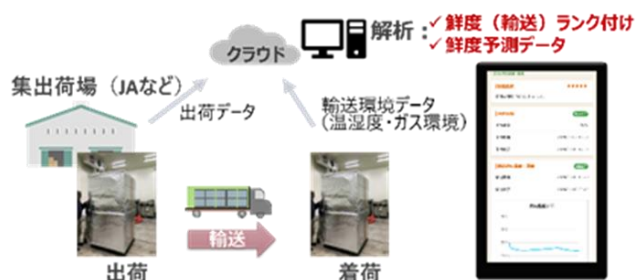 クラウド
解析：
✓鮮度（輸送）ランク付け
✓鮮度予測データ
集出荷場（JAなど）
出荷データ
輸送環境データ
（温湿度・ガス環境）
輸送
出荷
着荷